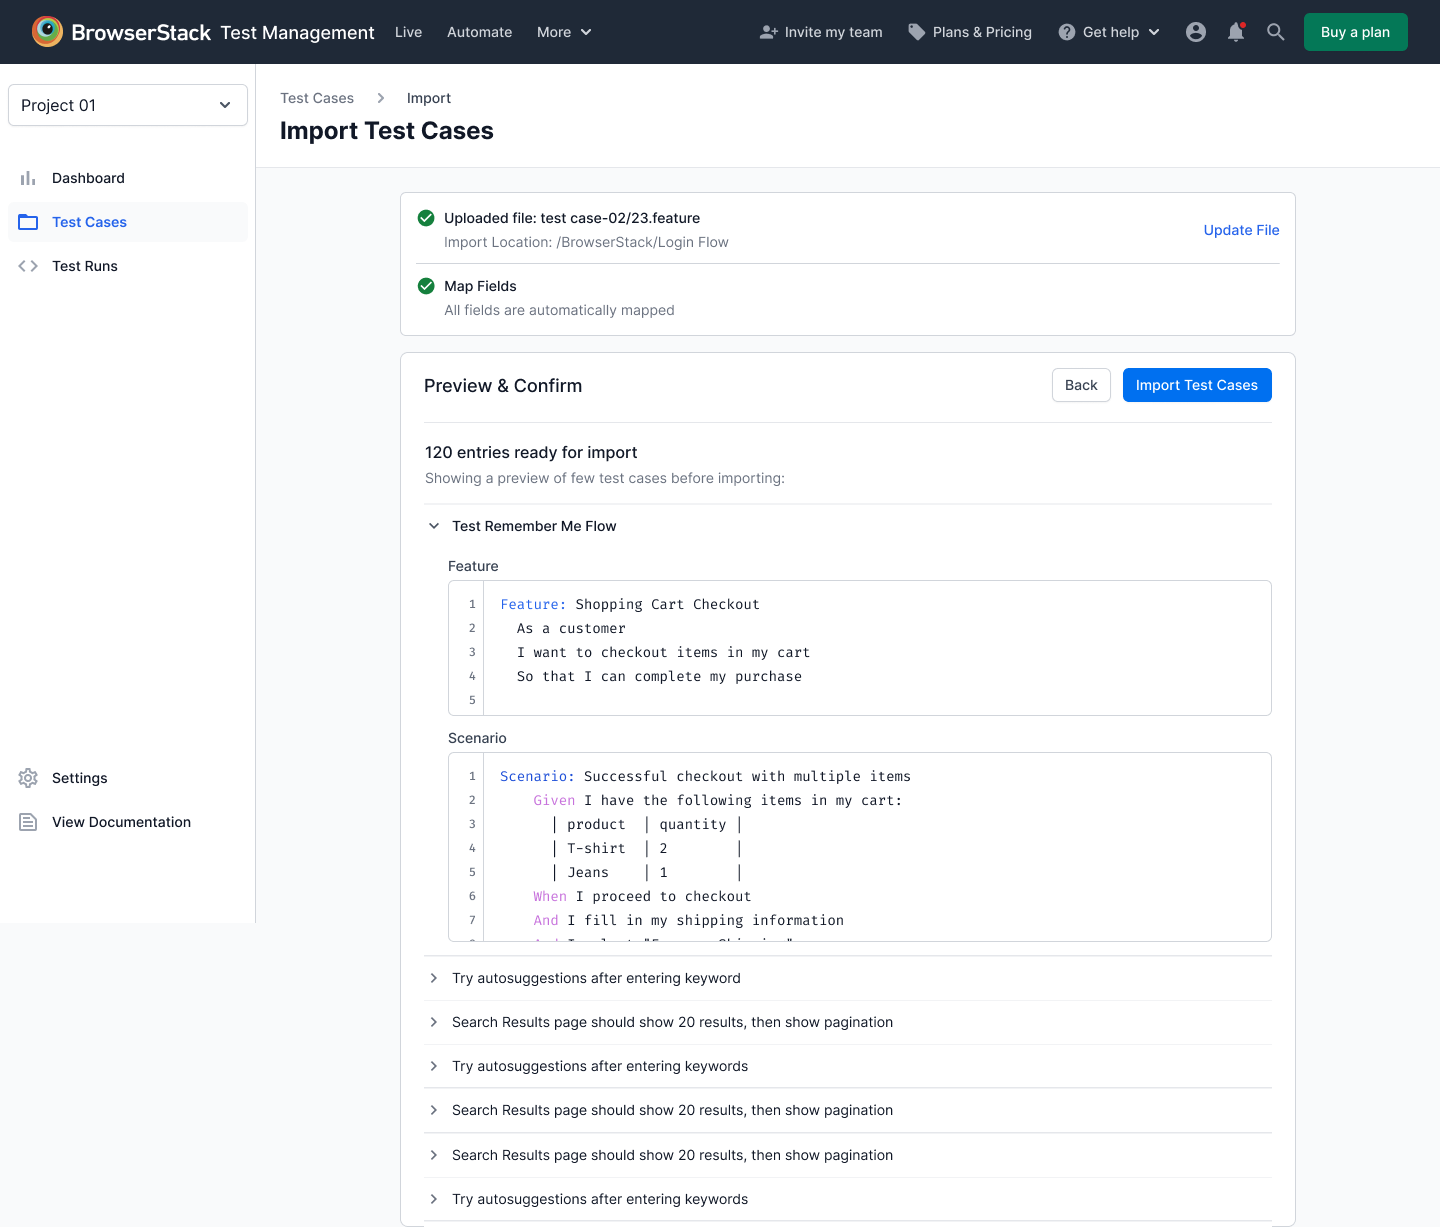 BrowserStack Test Management Live Automate More Invite my team Plans & Pricing Get help Buy a plan
Project 01
Dashboard
Test Cases
Test Runs
Settings
View Documentation
Test Cases Import
Import Test Cases
Uploaded file: test case-02/23.feature
Import Location: /BrowserStack/Login Flow
Update File
Map Fields
All fields are automatically mapped
Preview & Confirm
Back
Import Test Cases
120 entries ready for import
Showing a preview of few test cases before importing:
Test Remember Me Flow
Feature
1 Feature: Shopping Cart Checkout
2 As a customer
3 I want to checkout items in my cart
4 So that I can complete my purchase
5
Scenario
1 Scenario: Successful checkout with multiple items
2 Given I have the following items in my cart:
3 | product | quantity |
4 | T-shirt | 2 |
5 | Jeans | 1 |
6 When I proceed to checkout
7 And I fill in my shipping information
Try autosuggestions after entering keyword
Search Results page should show 20 results, then show pagination
Try autosuggestions after entering keywords
Search Results page should show 20 results, then show pagination
Search Results page should show 20 results, then show pagination
Try autosuggestions after entering keywords